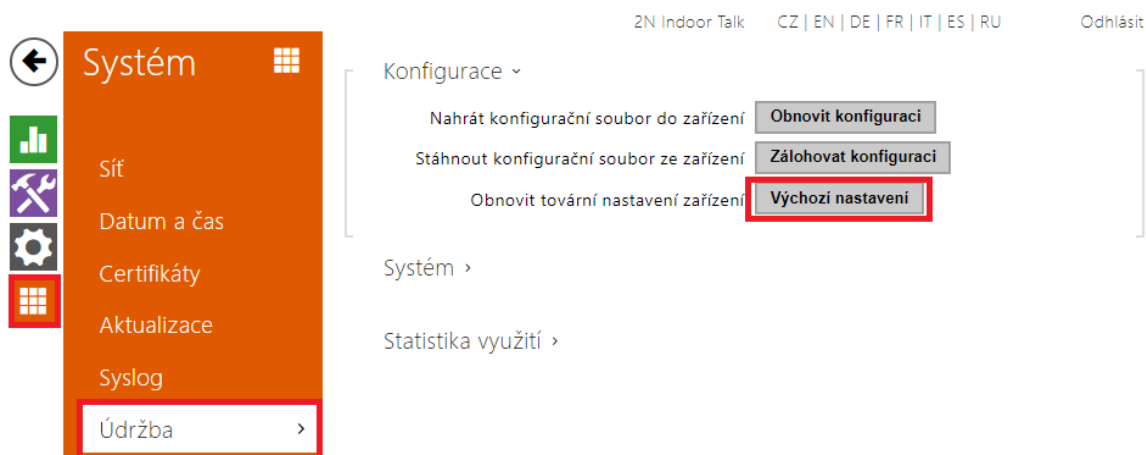 2N Indoor Talk CZ | EN | DE | FR | IT | ES | RU Odhlásit
Systém
Síť
Datum a čas
Certifikáty
Aktualizace
Syslog
Údržba ›
Konfigurace
Nahrát konfigurační soubor do zařízení Obnovit konfiguraci
Stáhnout konfigurační soubor ze zařízení Zálohovat konfiguraci
Obnovit tovární nastavení zařízení Výchozí nastavení
Systém ›
Statistika využití ›